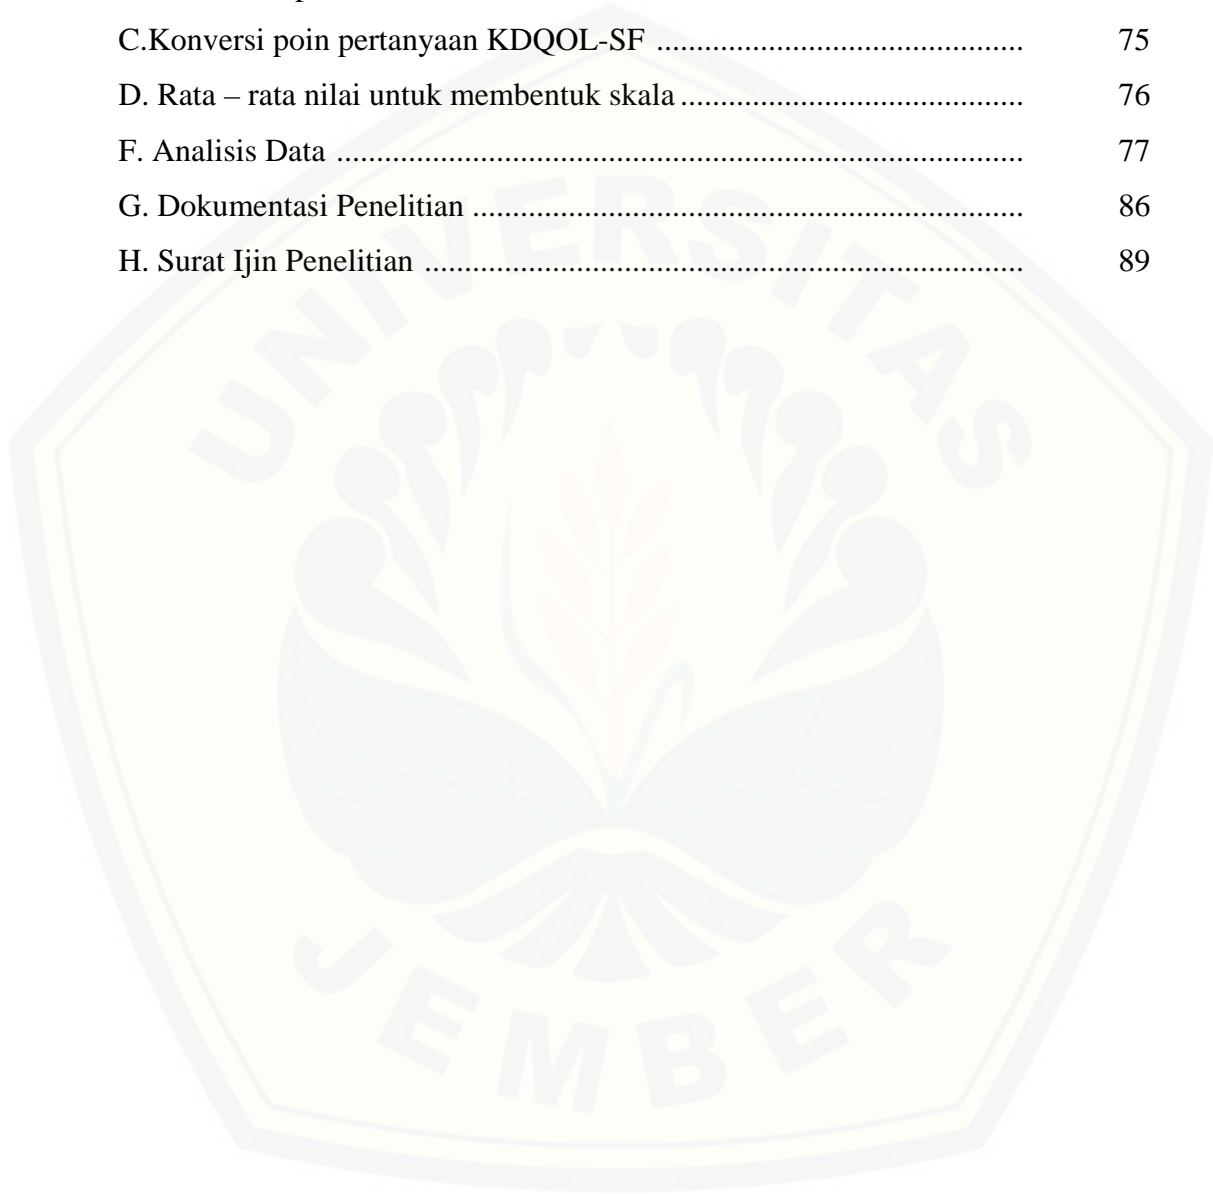 C.Konversi poin pertanyaan KDQOL-SF ............................................. 75
D. Rata – rata nilai untuk membentuk skala .......................................... 76
F. Analisis Data .................................................................................... 77
G. Dokumentasi Penelitian .................................................................... 86
H. Surat Ijin Penelitian .......................................................................... 89
UNIVERSITAS
JEMBER